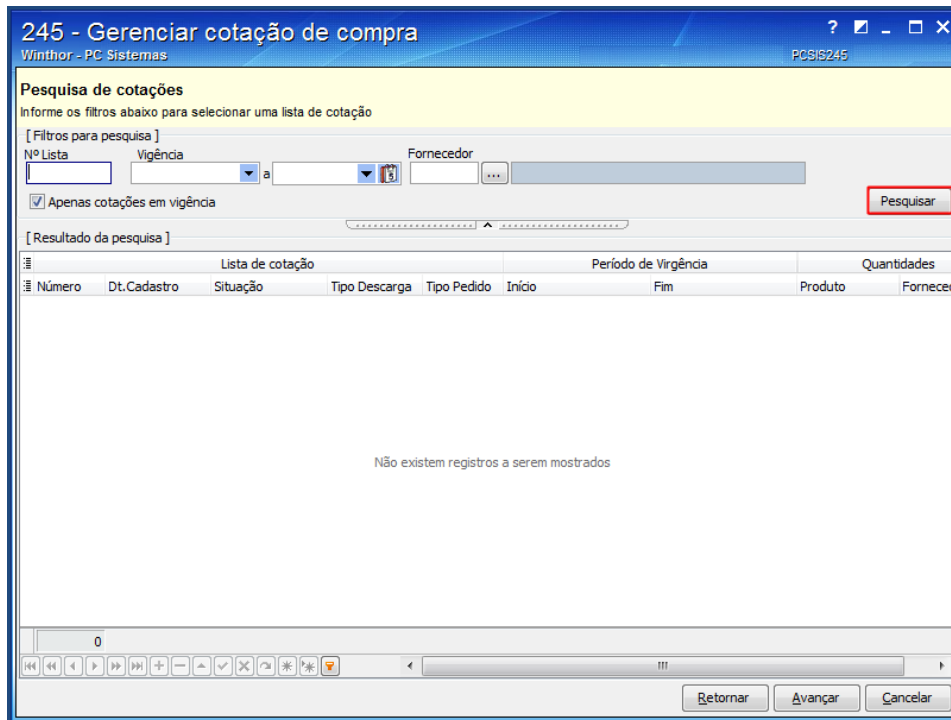 245 - Gerenciar cotação de compra
Winthor - PC Sistemas
PCSIS245
Pesquisa de cotações
Informe os filtros abaixo para selecionar uma lista de cotação
[ Filtros para pesquisa ]
Nº Lista Vigência Fornecedor
a
...
Apenas cotações em vigência
Pesquisar
[ Resultado da pesquisa ]
Lista de cotação Período de Virgência Quantidades
Número Dt.Cadastro Situação Tipo Descarga Tipo Pedido Início Fim Produto Fornece
Não existem registros a serem mostrados
0
Retornar Avançar Cancelar